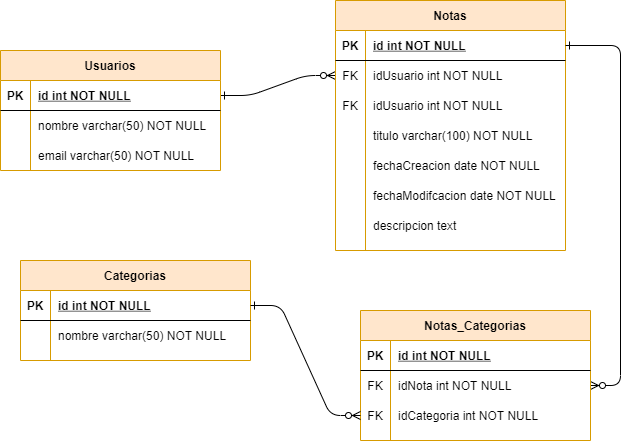 Usuarios
PK id int NOT NULL
nombre varchar(50) NOT NULL
email varchar(50) NOT NULL
Notas
PK id int NOT NULL
FK idUsuario int NOT NULL
FK idUsuario int NOT NULL
titulo varchar(100) NOT NULL
fechaCreacion date NOT NULL
fechaModifcacion date NOT NULL
descripcion text
Categorias
PK id int NOT NULL
nombre varchar(50) NOT NULL
Notas_Categorias
PK id int NOT NULL
FK idNota int NOT NULL
FK idCategoria int NOT NULL